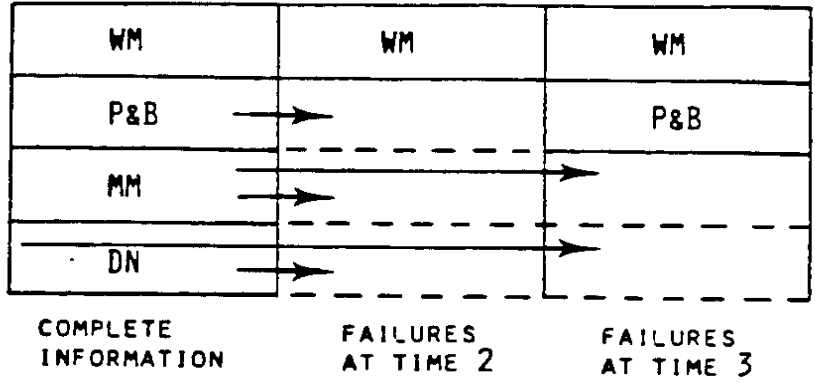 WM WM WM
P&B P&B
MM
DN
COMPLETE
INFORMATION
FAILURES
AT TIME 2
FAILURES
AT TIME 3